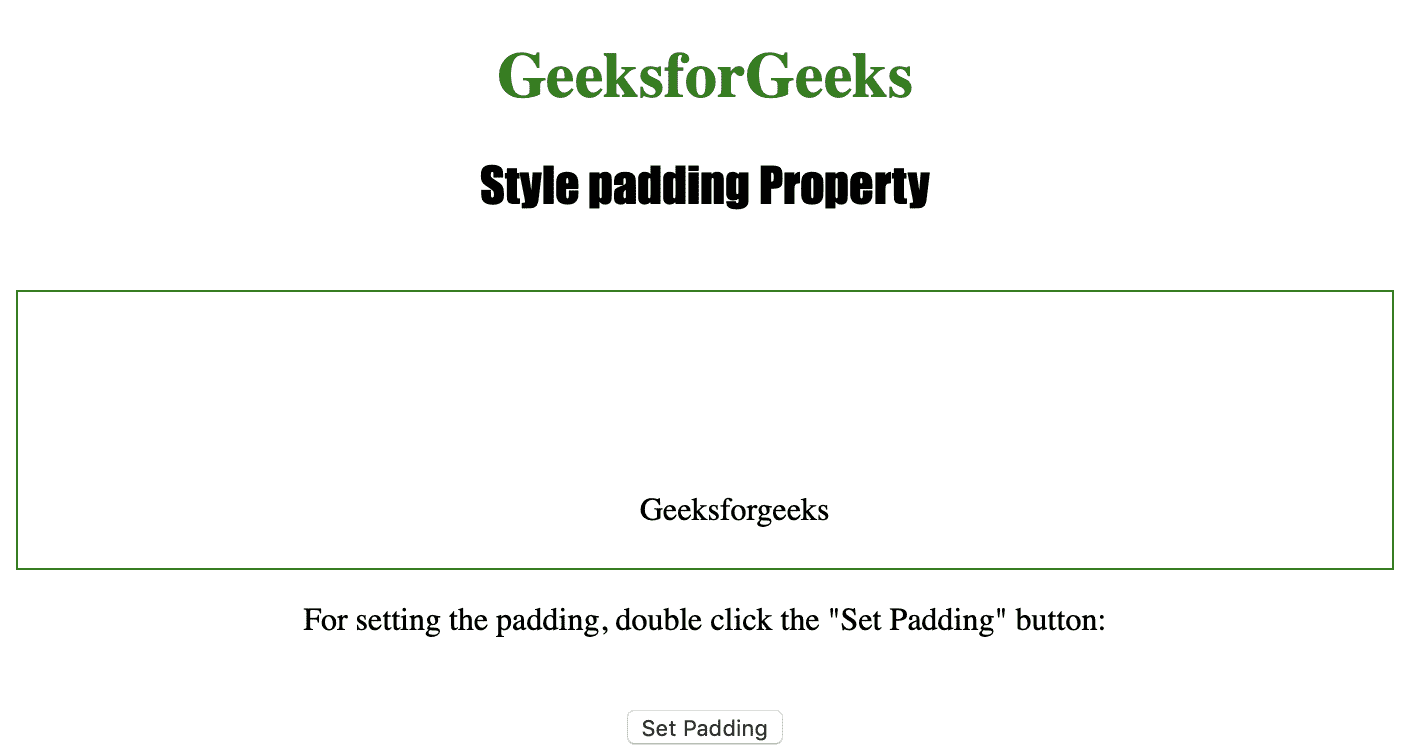 GeeksforGeeks
Style padding Property
Geeksforgeeks
For setting the padding, double click the "Set Padding" button:
Set Padding